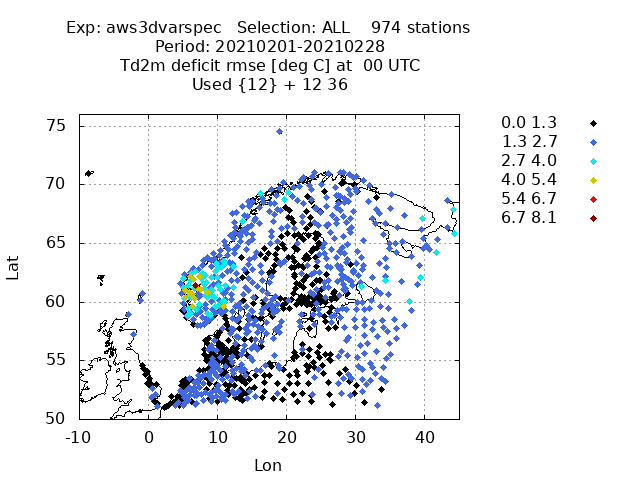 Exp: aws3dvarspec   Selection: ALL    974 stations
Period: 20210201-20210228
Td2m deficit rmse [deg C] at  00 UTC
Used {12} + 12 36
75
70
65
60
55
50
Lat
-10 0 10 20 30 40
Lon
0.0 1.3
1.3 2.7
2.7 4.0
4.0 5.4
5.4 6.7
6.7 8.1